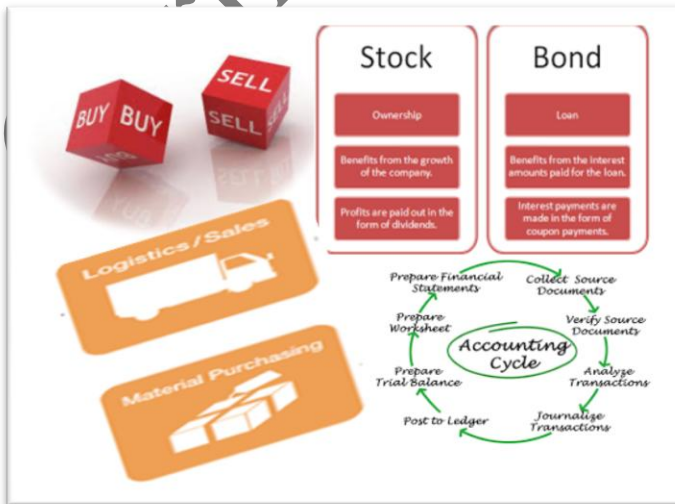 BUY BUY
SELL
SELL
SELL
Stock
Ownership
Benefits from the growth
of the company.
Profits are paid out in the
form of dividends.
Bond
Loan
Benefits from the interest
amounts paid for the loan.
Interest payments are
made in the form of
coupon payments.
Logistics/Sales
Material Purchasing
Accounting
Cycle
Collect Source
Documents
Verify Source
Documents
Analyze
Transactions
Journalize
Transactions
Post to Ledger
Prepare
Trial Balance
Prepare
Worksheet
Prepare Financial
Statements